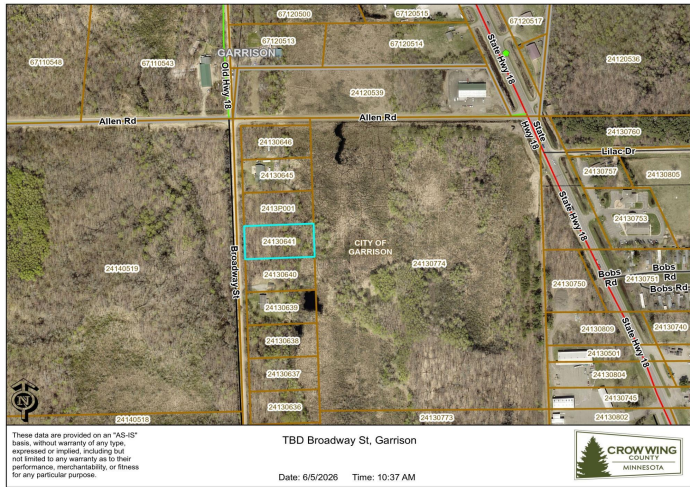 67120500
67120515
67120517
67120513
67120514
GARRISON
67110548
67110543
24120536
Old Hwy 18
State Hwy 18
24120539
Allen Rd
Allen Rd
State
Hwy 18
24130760
24130646
Lilac Dr
24130645
24130757
24130805
2413P001
24130753
State Hwy 18
24130641
CITY OF
GARRISON
24130774
24140519
Broadway St
24130640
Bobs
Rd
Bobs
Rd
24130751
Bobs Rd
24130750
24130639
24130809
24130740
State Hwy 18
24130638
24130501
24130637
24130804
24130745
24130636
24140518
24130773
24130802
N
These data are provided on an "AS-IS"
basis, without warranty of any type,
expressed or implied, including but
not limited to any warranty as to their
performance, merchantability, or fitness
for any particular purpose.
TBD Broadway St, Garrison
Date: 6/5/2026 Time: 10:37 AM
CROW WING
COUNTY
MINNESOTA